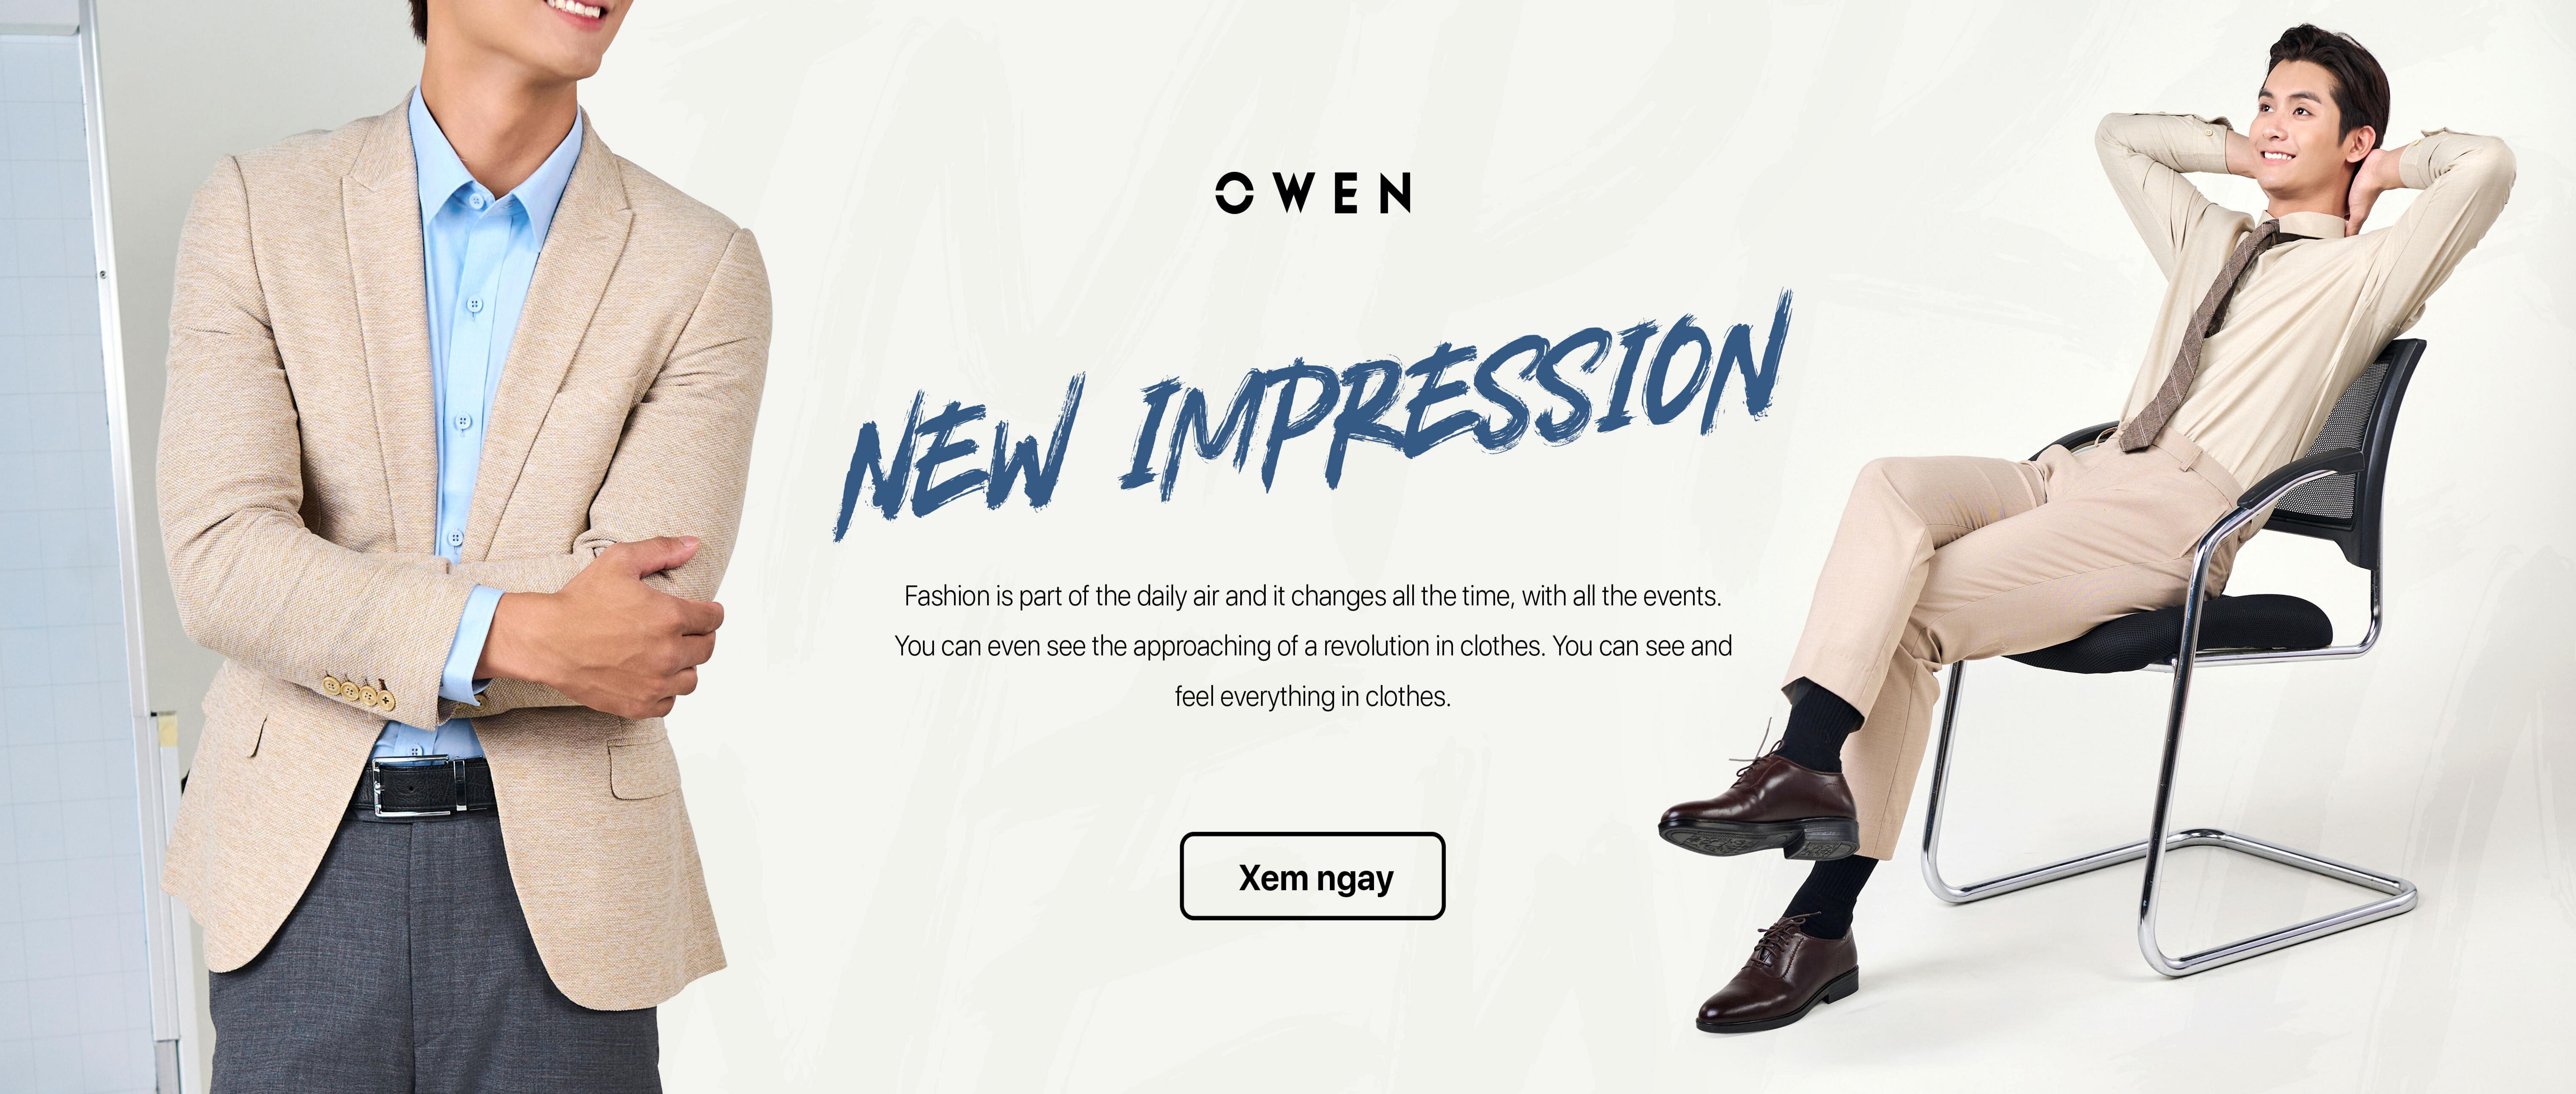 OWEN
NEW IMPRESSION
Fashion is part of the daily air and it changes all the time, with all the events.
You can even see the approaching of a revolution in clothes. You can see and
feel everything in clothes.
Xem ngay